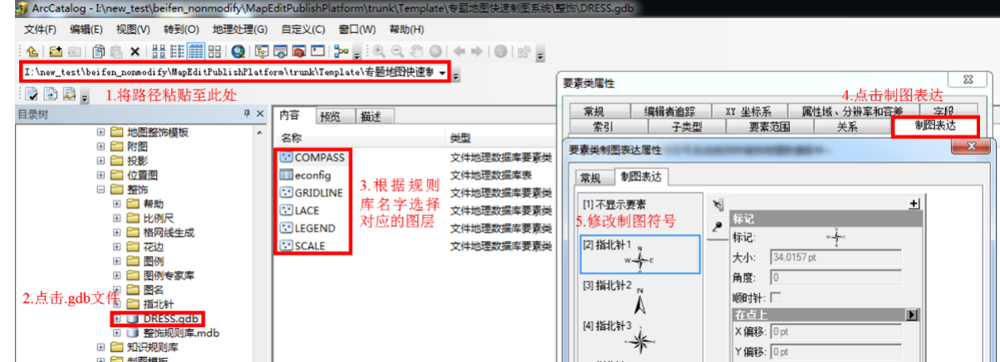 ArcCatalog - I:\new_test\beifen_nonmodify\MapEditPublishPlatform\trunk\Template\专题地图快速制图系统\整饰\DRESS.gdb
文件(F) 编辑(E) 视图(V) 转到(O) 地理处理(G) 自定义(C) 窗口(W) 帮助(H)
I:\new_test\beifen_nonmodify\MapEditPublishPlatform\trunk\Template\专题地图快速制
1.将路径粘贴至此处
目录树
地图整饰模板
附图
投影
位置图
整饰
帮助
比例尺
格网线生成
花边
图例
图例专家库
图名
指北针
2.点击.gdb文件
DRESS.gdb
整饰规则库.mdb
知识规则库
制图模板
内容 预览 描述
名称 类型
COMPASS 文件地理数据库要素类
econfig 文件地理数据库表
GRIDLINE 文件地理数据库要素类
LACE 文件地理数据库要素类
LEGEND 文件地理数据库要素类
SCALE 文件地理数据库要素类
3.根据规则
库名字选择
对应的图层
要素类属性
4.点击制图表达
常规 编辑者追踪 XY 坐标系 属性域、分辨率和容差 字段
索引 子类型 要素范围 关系 制图表达
要素类制图表达属性
常规 制图表达
[1] 不显示要素
5.修改制图符号
[2] 指北针1
N
W E
[3] 指北针2
N
[4] 指北针3
标记
标记:
大小: 34.0157 pt
角度: 0
顺时针:
在点上
X 偏移: 0 pt
Y 偏移: 0 pt